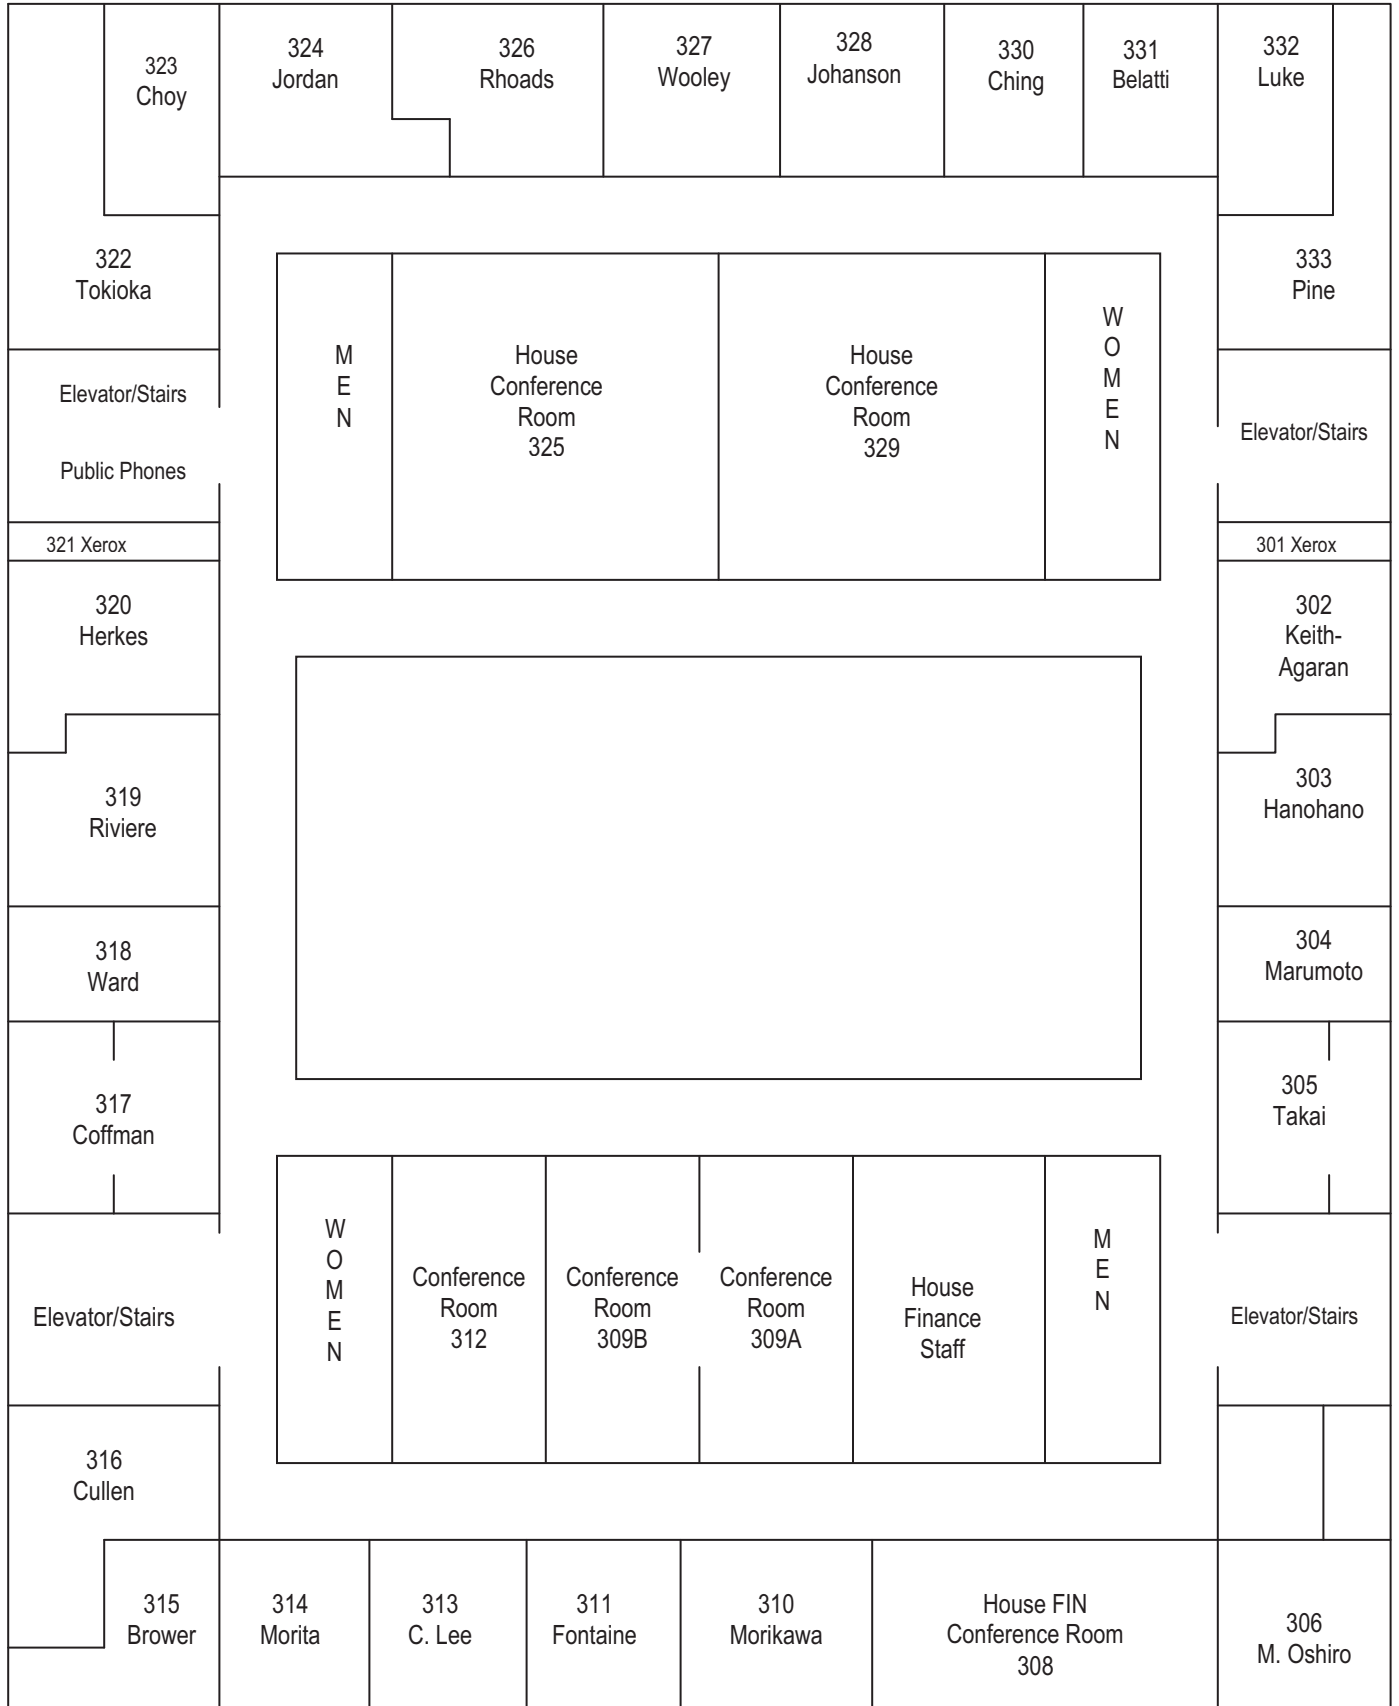 323
Choy
324
Jordan
326
Rhoads
327
Wooley
328
Johanson
330
Ching
331
Belatti
332
Luke
322
Tokioka
333
Pine
MEN
House
Conference
Room
325
House
Conference
Room
329
WOMEN
Elevator/Stairs
Public Phones
Elevator/Stairs
321 Xerox
301 Xerox
320
Herkes
302
Keith-
Agaran
319
Riviere
303
Hanohano
318
Ward
304
Marumoto
317
Coffman
305
Takai
WOMEN
Conference
Room
312
Conference
Room
309B
Conference
Room
309A
House
Finance
Staff
MEN
Elevator/Stairs
Elevator/Stairs
316
Cullen
315
Brower
314
Morita
313
C. Lee
311
Fontaine
310
Morikawa
House FIN
Conference Room
308
306
M. Oshiro